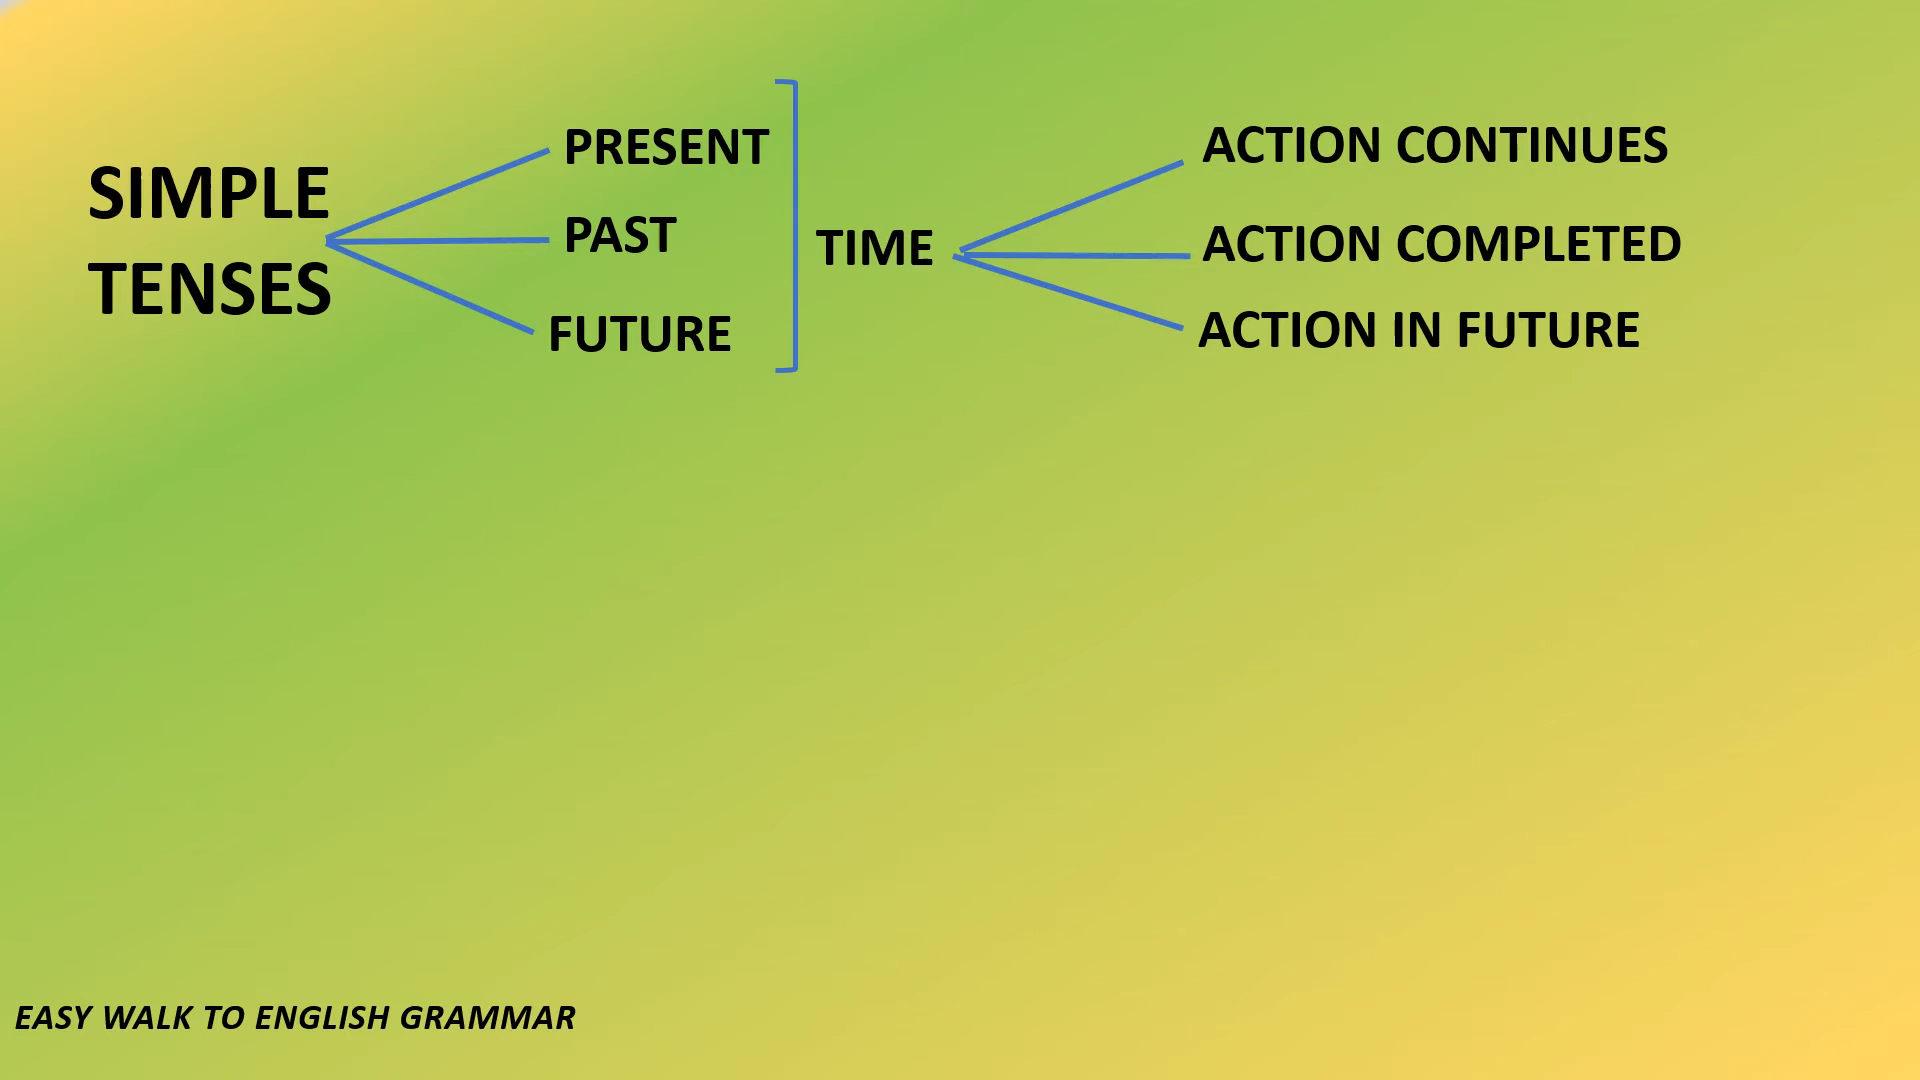 SIMPLE
TENSES
PRESENT
PAST
FUTURE
TIME
ACTION CONTINUES
ACTION COMPLETED
ACTION IN FUTURE
EASY WALK TO ENGLISH GRAMMAR